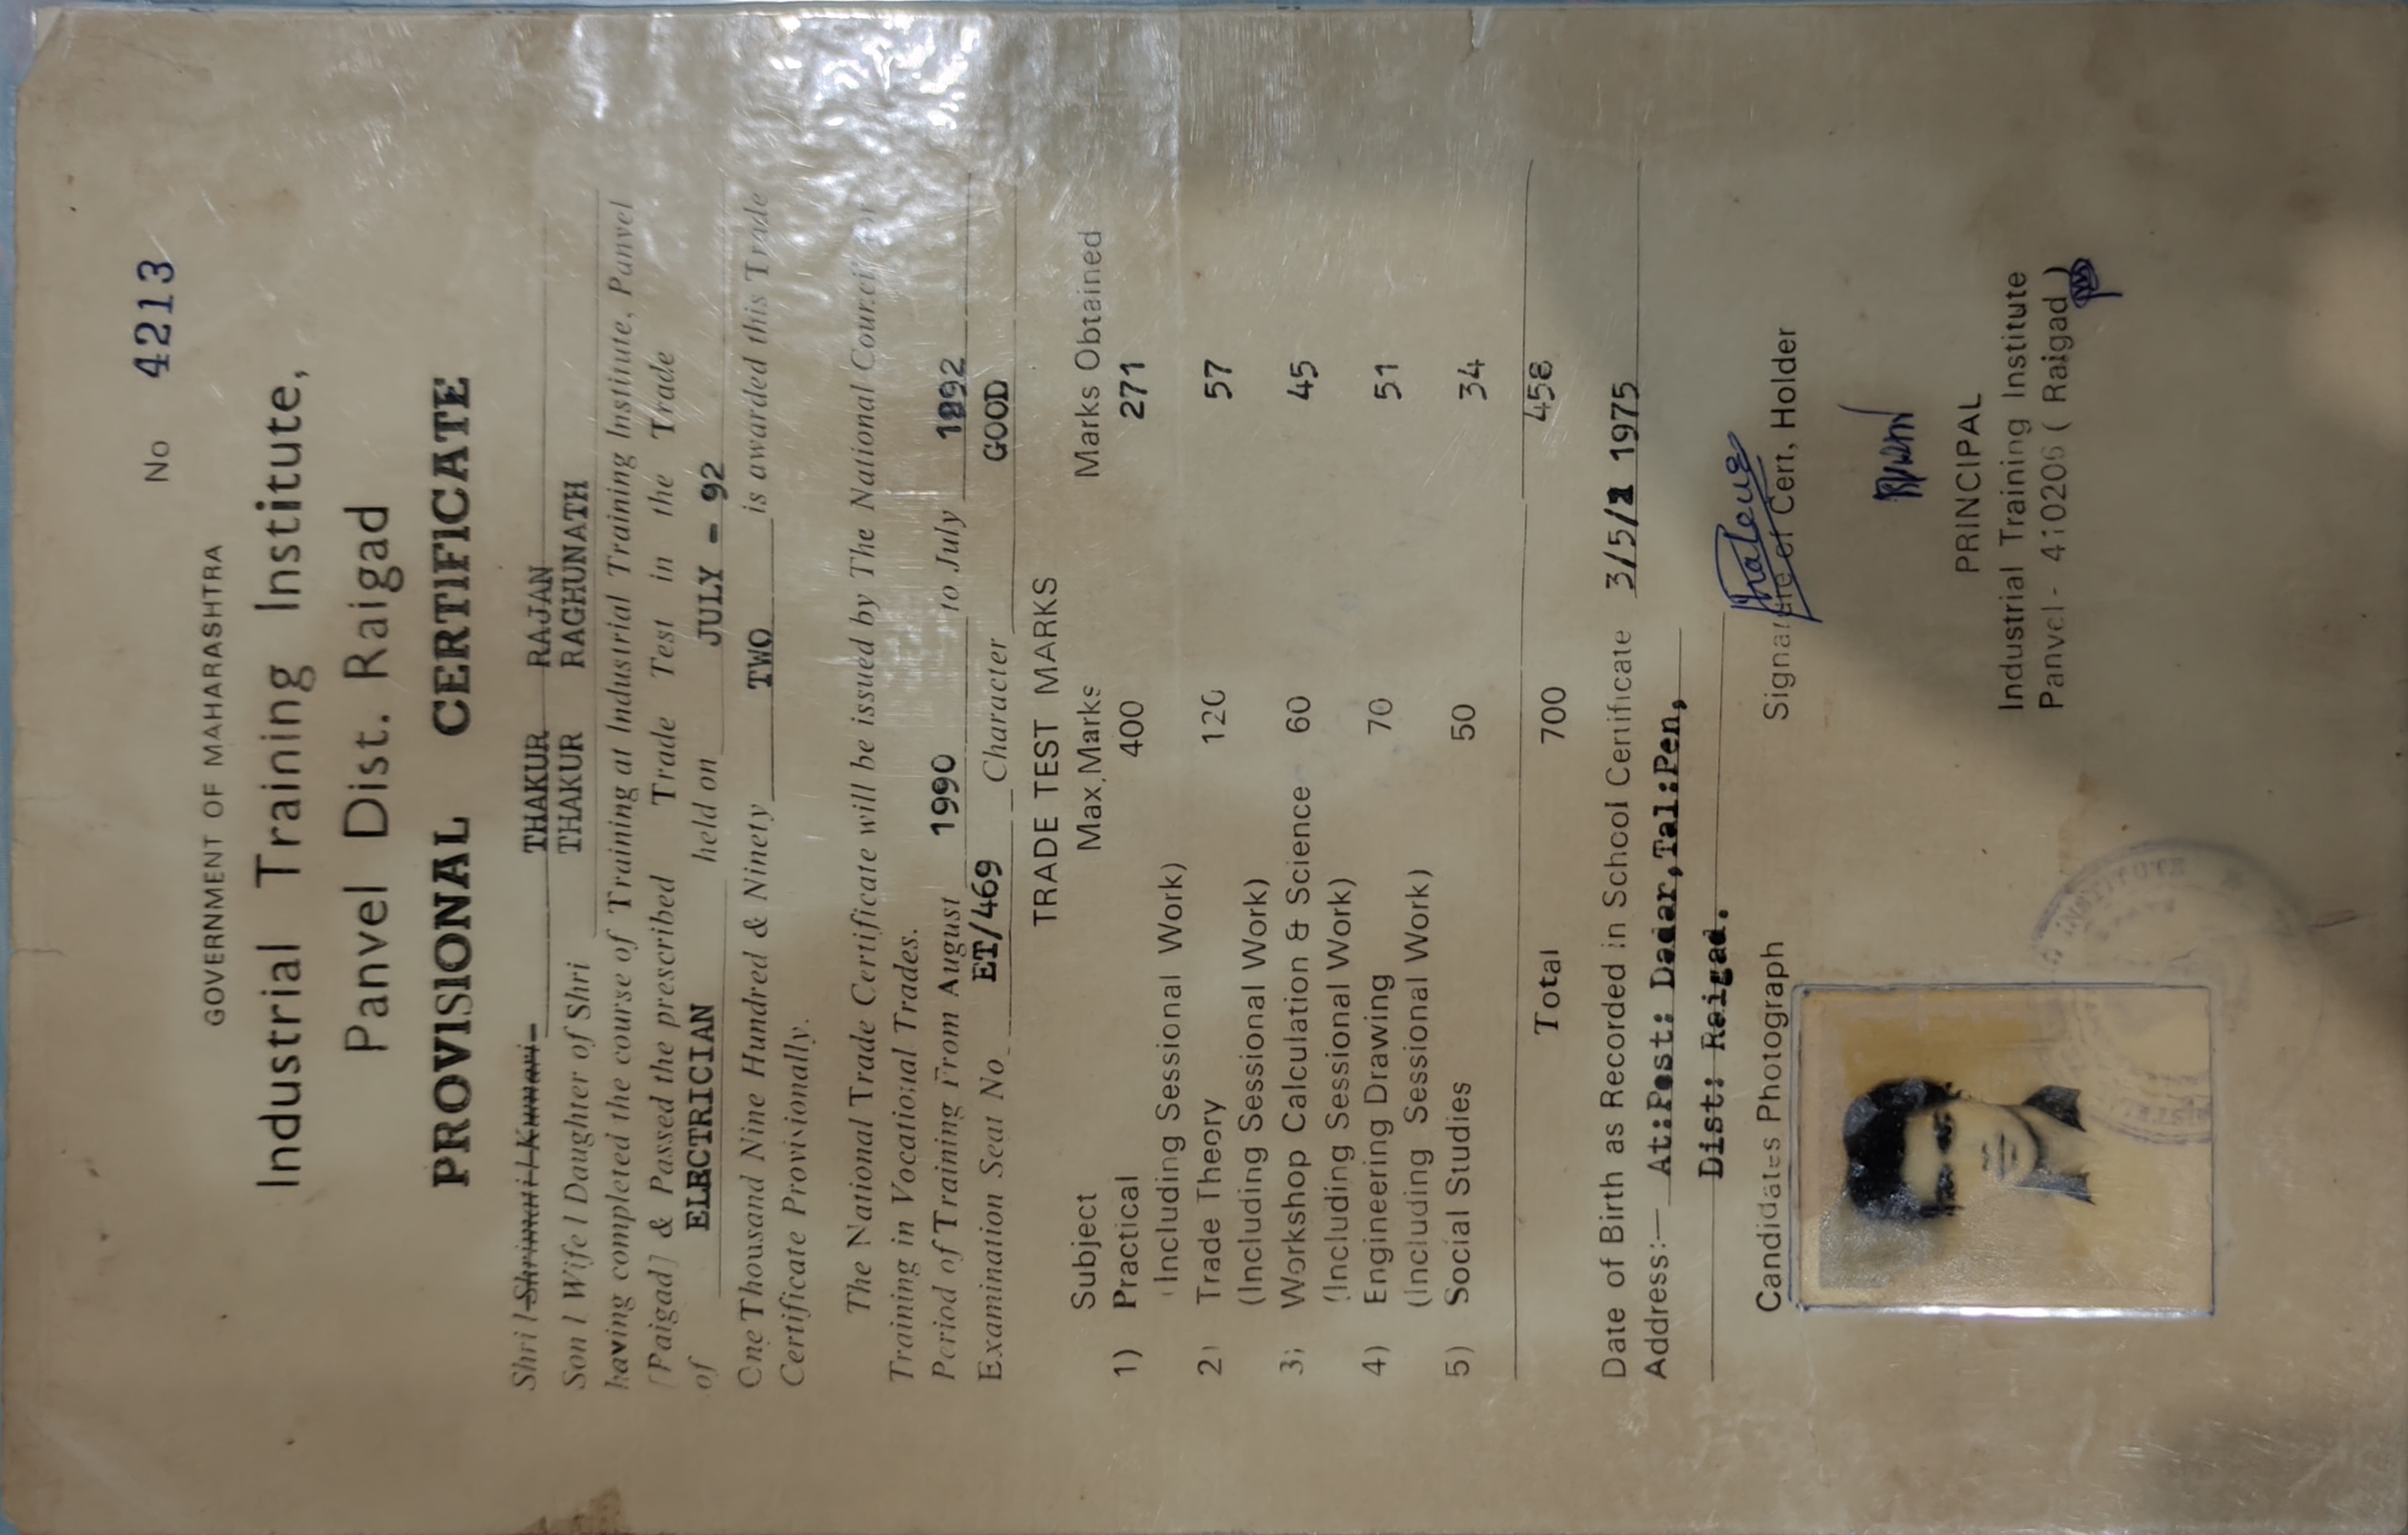 No 4213
GOVERNMENT OF MAHARASHTRA
Industrial Training Institute,
Panvel Dist. Raigad
PROVISIONAL CERTIFICATE
Shri / Shrimati / Kumari THAKUR RAJAN
Son / Wife / Daughter of Shri THAKUR RAGHUNATH
having completed the course of Training at Industrial Training Institute, Panvel
[Paigad] & Passed the prescribed Trade Test in the Trade
of ELECTRICIAN held on JULY - 92
One Thousand Nine Hundred & Ninety TWO is awarded this Trade
Certificate Provisionally.
The National Trade Certificate will be issued by The National Council for
Training in Vocational Trades.
Period of Training From August 1990 to July 1992
Examination Seat No ET/469 Character GOOD
TRADE TEST MARKS
Subject Max.Marks Marks Obtained
1) Practical 400 271
(Including Sessional Work)
2) Trade Theory 120 57
(Including Sessional Work)
3; Workshop Calculation & Science 60 45
(Including Sessional Work)
4) Engineering Drawing 70 51
(Including Sessional Work)
5) Social Studies 50 34
Total 700 458
Date of Birth as Recorded in School Certificate 3/5/ 1975
Address:— At:Post: Dadar,Tal:Pen,
Dist: Raigad.
Candidates Photograph Signature of Cert, Holder
PRINCIPAL
Industrial Training Institute
Panvel - 410206 ( Raigad )